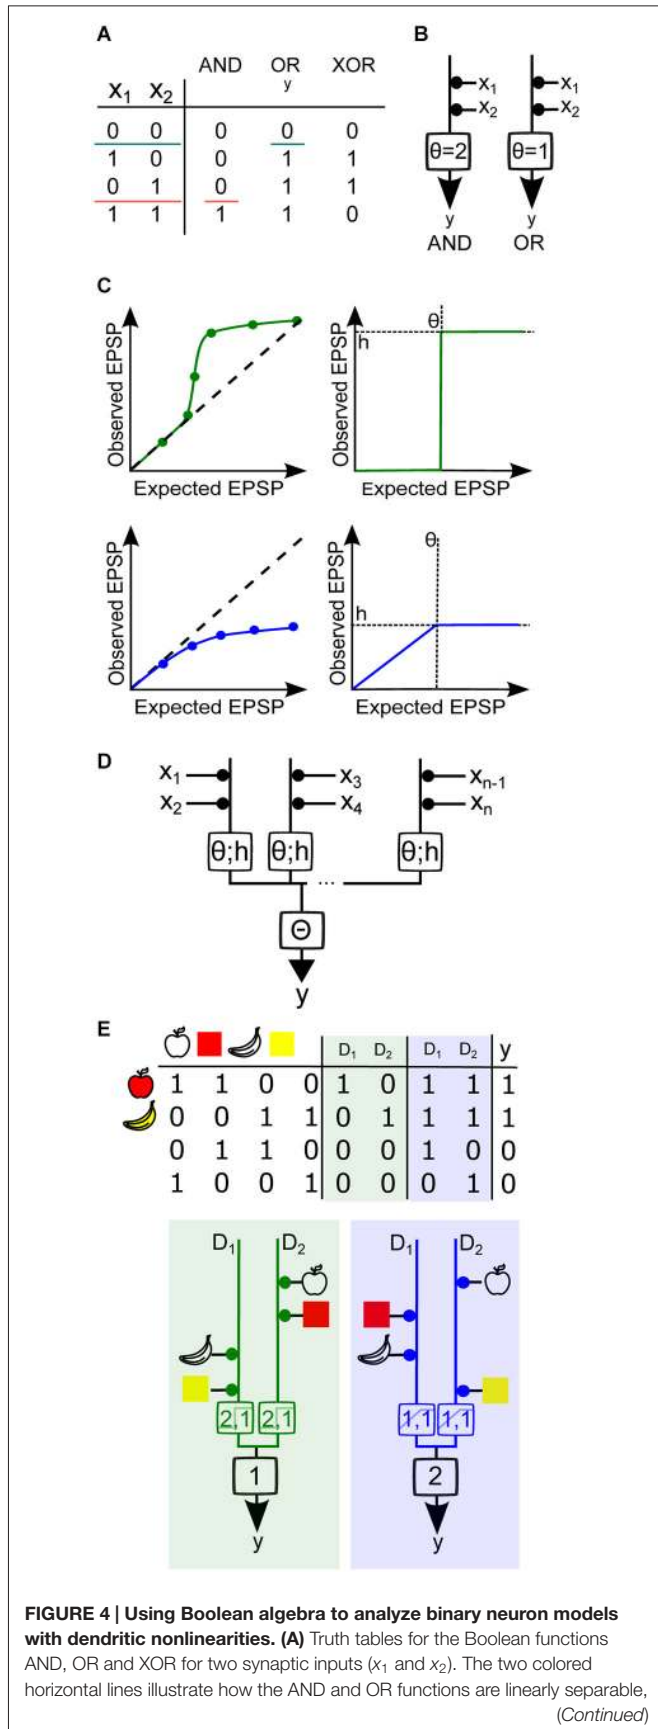 A
AND OR XOR
y
x1 x2
0 0 0 0 0
1 0 0 1 1
0 1 0 1 1
1 1 1 1 0
B
x1 x1
x2 x2
θ=2 θ=1
y y
AND OR
C
Observed EPSP
Expected EPSP
Observed EPSP
θ
h
Expected EPSP
Observed EPSP
Expected EPSP
Observed EPSP
θ
h
Expected EPSP
D
x1 x3 xn-1
x2 x4 xn
θ;h θ;h θ;h
...
Θ
y
E
D1 D2 D1 D2 y
1 1 0 0 1 0 1 1 1
0 0 1 1 0 1 1 1 1
0 1 1 0 0 0 1 0 0
1 0 0 1 0 0 0 1 0
D1 D2
2,1 2,1
1
y
D1 D2
1,1 1,1
2
y
FIGURE 4 | Using Boolean algebra to analyze binary neuron models
with dendritic nonlinearities. (A) Truth tables for the Boolean functions
AND, OR and XOR for two synaptic inputs (x1 and x2). The two colored
horizontal lines illustrate how the AND and OR functions are linearly separable,
(Continued)